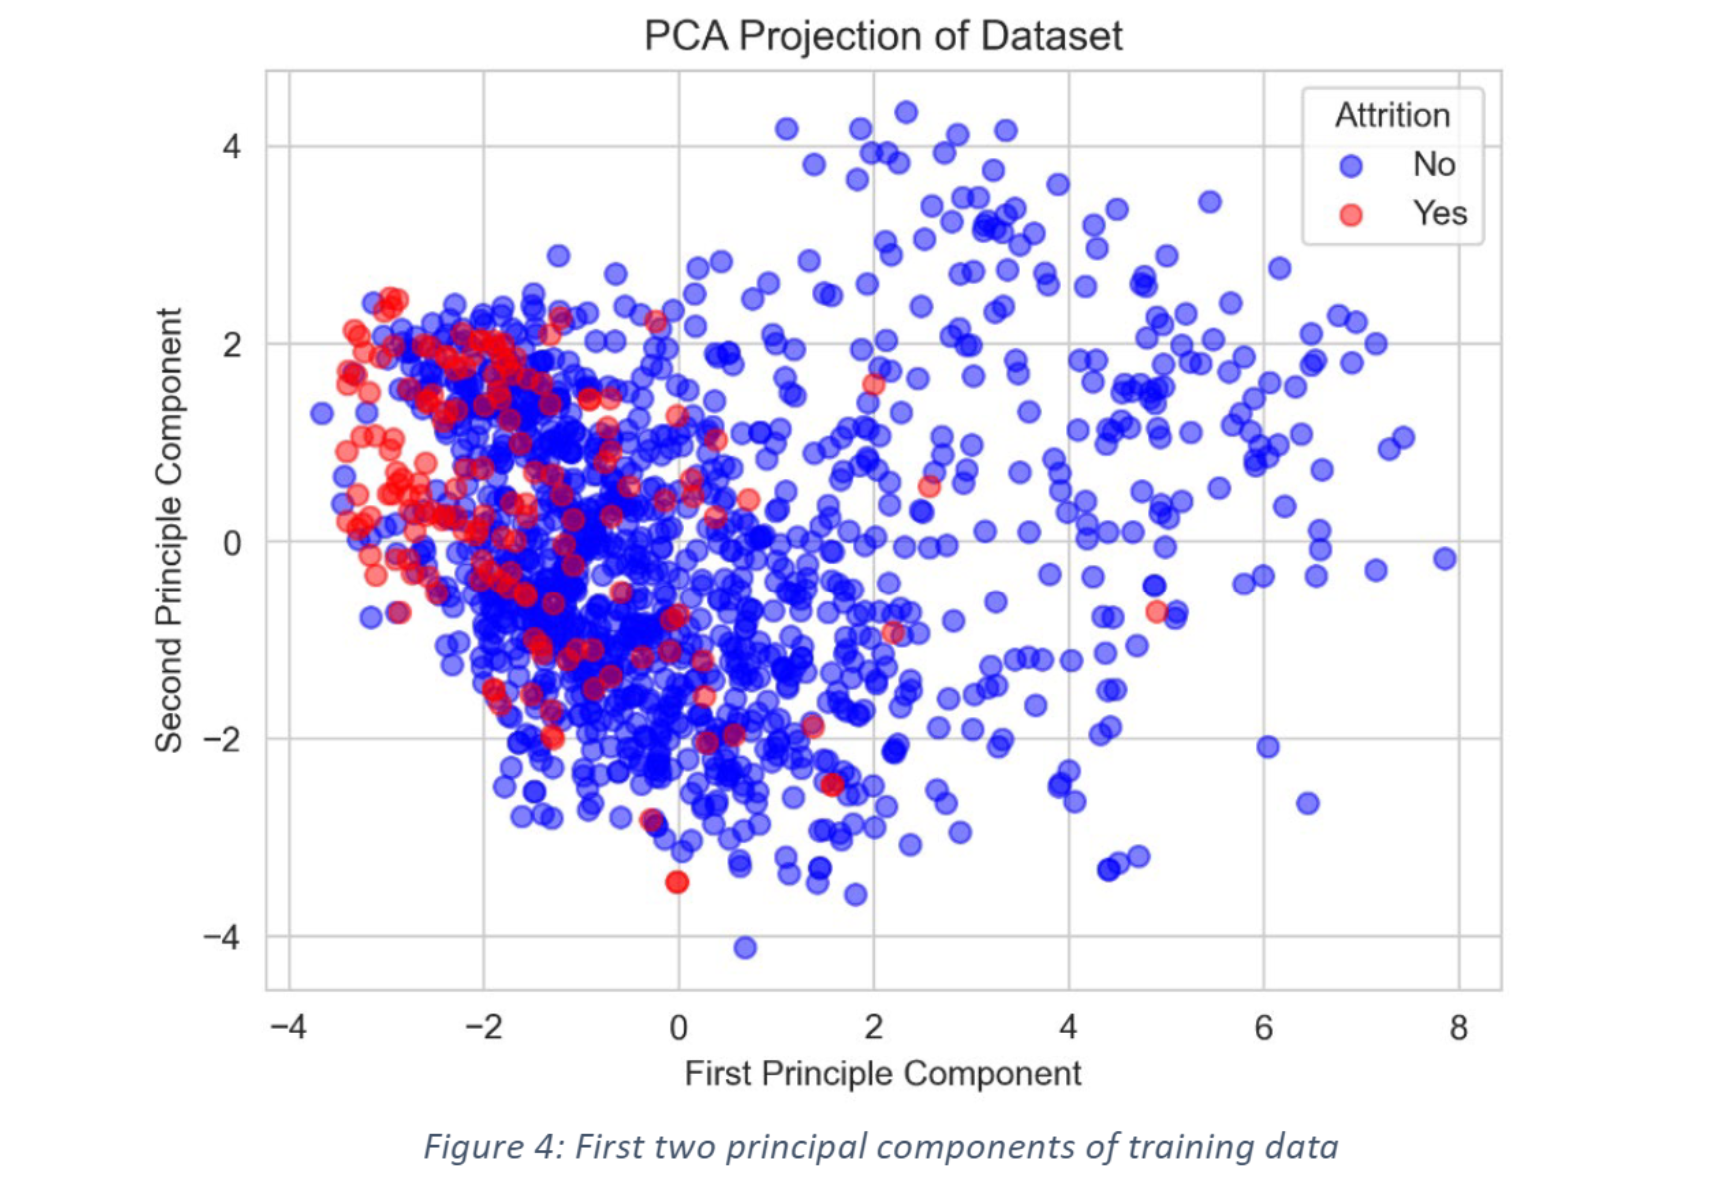 PCA Projection of Dataset
Attrition
No
Yes
4
2
0
−2
−4
Second Principle Component
−4 −2 0 2 4 6 8
First Principle Component
Figure 4: First two principal components of training data